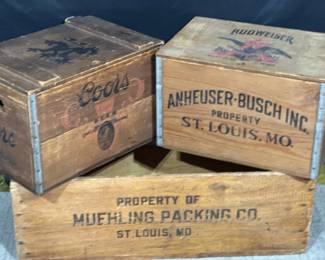 Coors
BUDWEISER
ANHEUSER-BUSCH INC.
PROPERTY
ST. LOUIS, MO.
PROPERTY OF
MUEHLING PACKING CO.
ST. LOUIS, MO